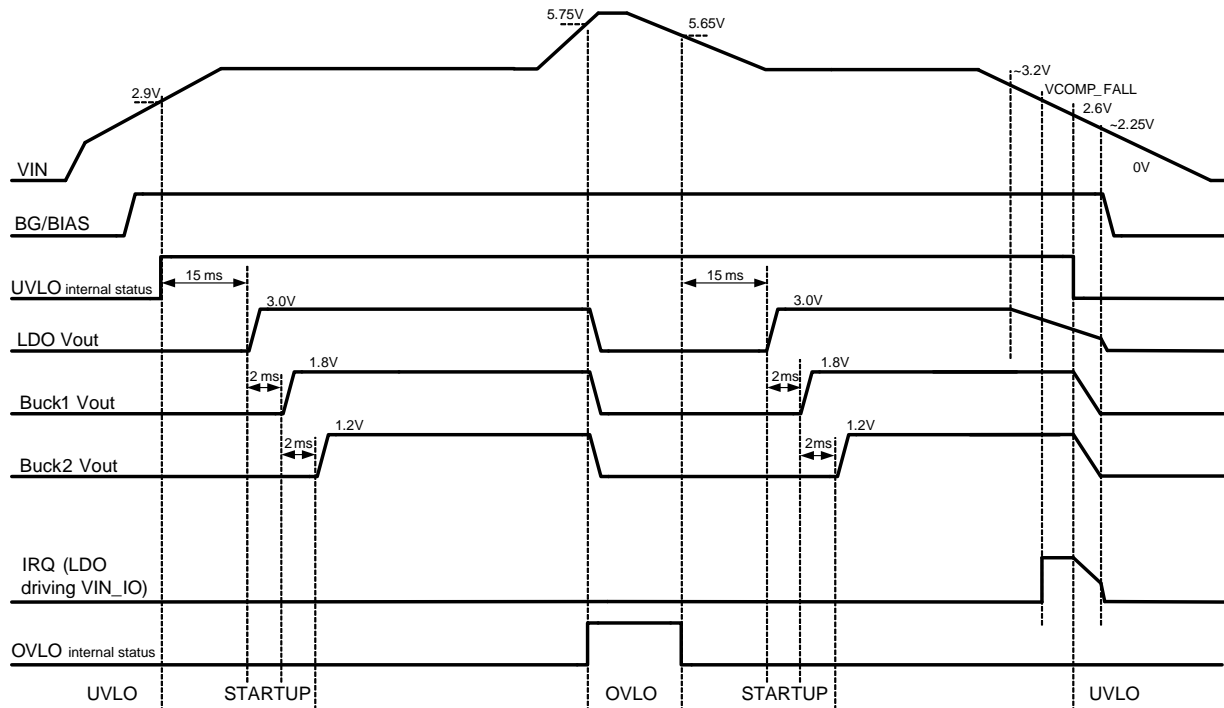 5.75V
5.65V
~3.2V
VCOMP_FALL
2.9V
2.6V
~2.25V
0V
VIN
BG/BIAS
15 ms
15 ms
UVLO internal status
3.0V
3.0V
LDO Vout
1.8V
1.8V
2 ms
2ms
Buck1 Vout
1.2V
1.2V
2ms
2ms
Buck2 Vout
IRQ (LDO
driving VIN_IO)
OVLO internal status
UVLO
STARTUP
OVLO
STARTUP
UVLO